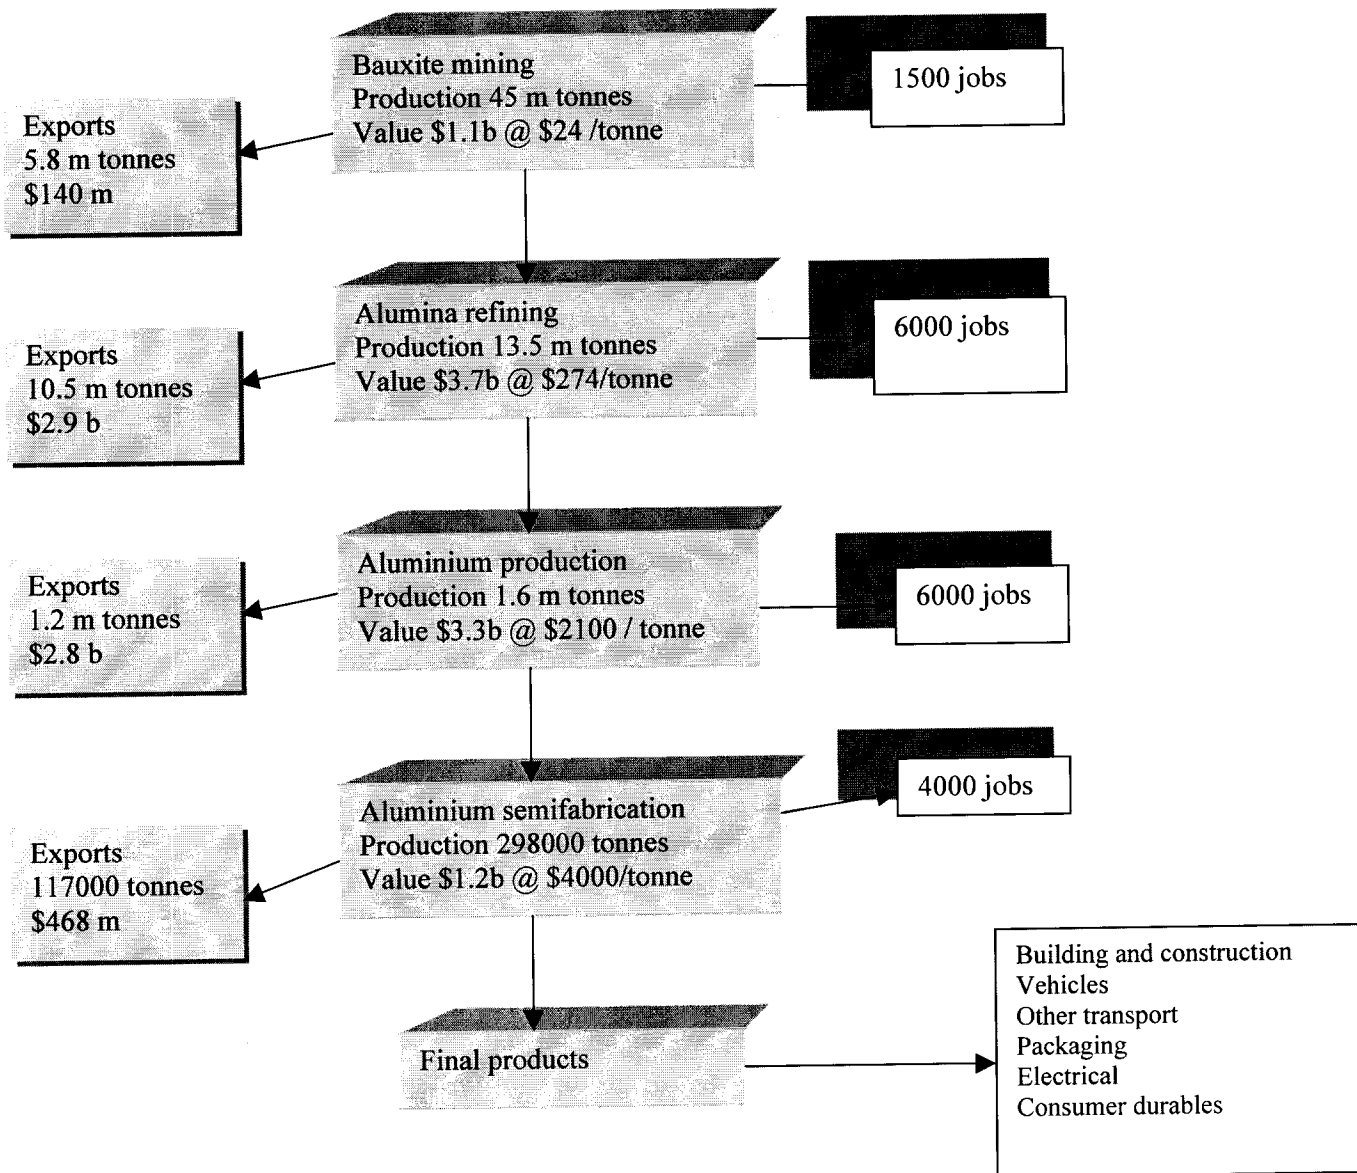 Bauxite mining
Production 45 m tonnes
Value $1.1b @ $24 /tonne
1500 jobs
Exports
5.8 m tonnes
$140 m
Alumina refining
Production 13.5 m tonnes
Value $3.7b @ $274/tonne
6000 jobs
Exports
10.5 m tonnes
$2.9 b
Aluminium production
Production 1.6 m tonnes
Value $3.3b @ $2100 / tonne
6000 jobs
Exports
1.2 m tonnes
$2.8 b
Aluminium semifabrication
Production 298000 tonnes
Value $1.2b @ $4000/tonne
4000 jobs
Exports
117000 tonnes
$468 m
Final products
Building and construction
Vehicles
Other transport
Packaging
Electrical
Consumer durables